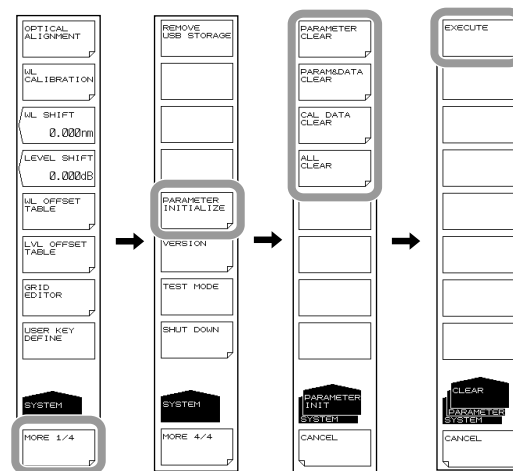 OPTICAL
ALIGNMENT
WL
CALIBRATION
WL SHIFT
0.000nm
LEVEL SHIFT
0.000dB
WL OFFSET
TABLE
LVL OFFSET
TABLE
GRID
EDITOR
USER KEY
DEFINE
SYSTEM
MORE 1/4
REMOVE
USB STORAGE
PARAMETER
INITIALIZE
VERSION
TEST MODE
SHUT DOWN
SYSTEM
MORE 4/4
PARAMETER
CLEAR
PARAM&DATA
CLEAR
CAL DATA
CLEAR
ALL
CLEAR
PARAMETER
INIT
SYSTEM
CANCEL
EXECUTE
CLEAR
PARAMETER
SYSTEM
CANCEL